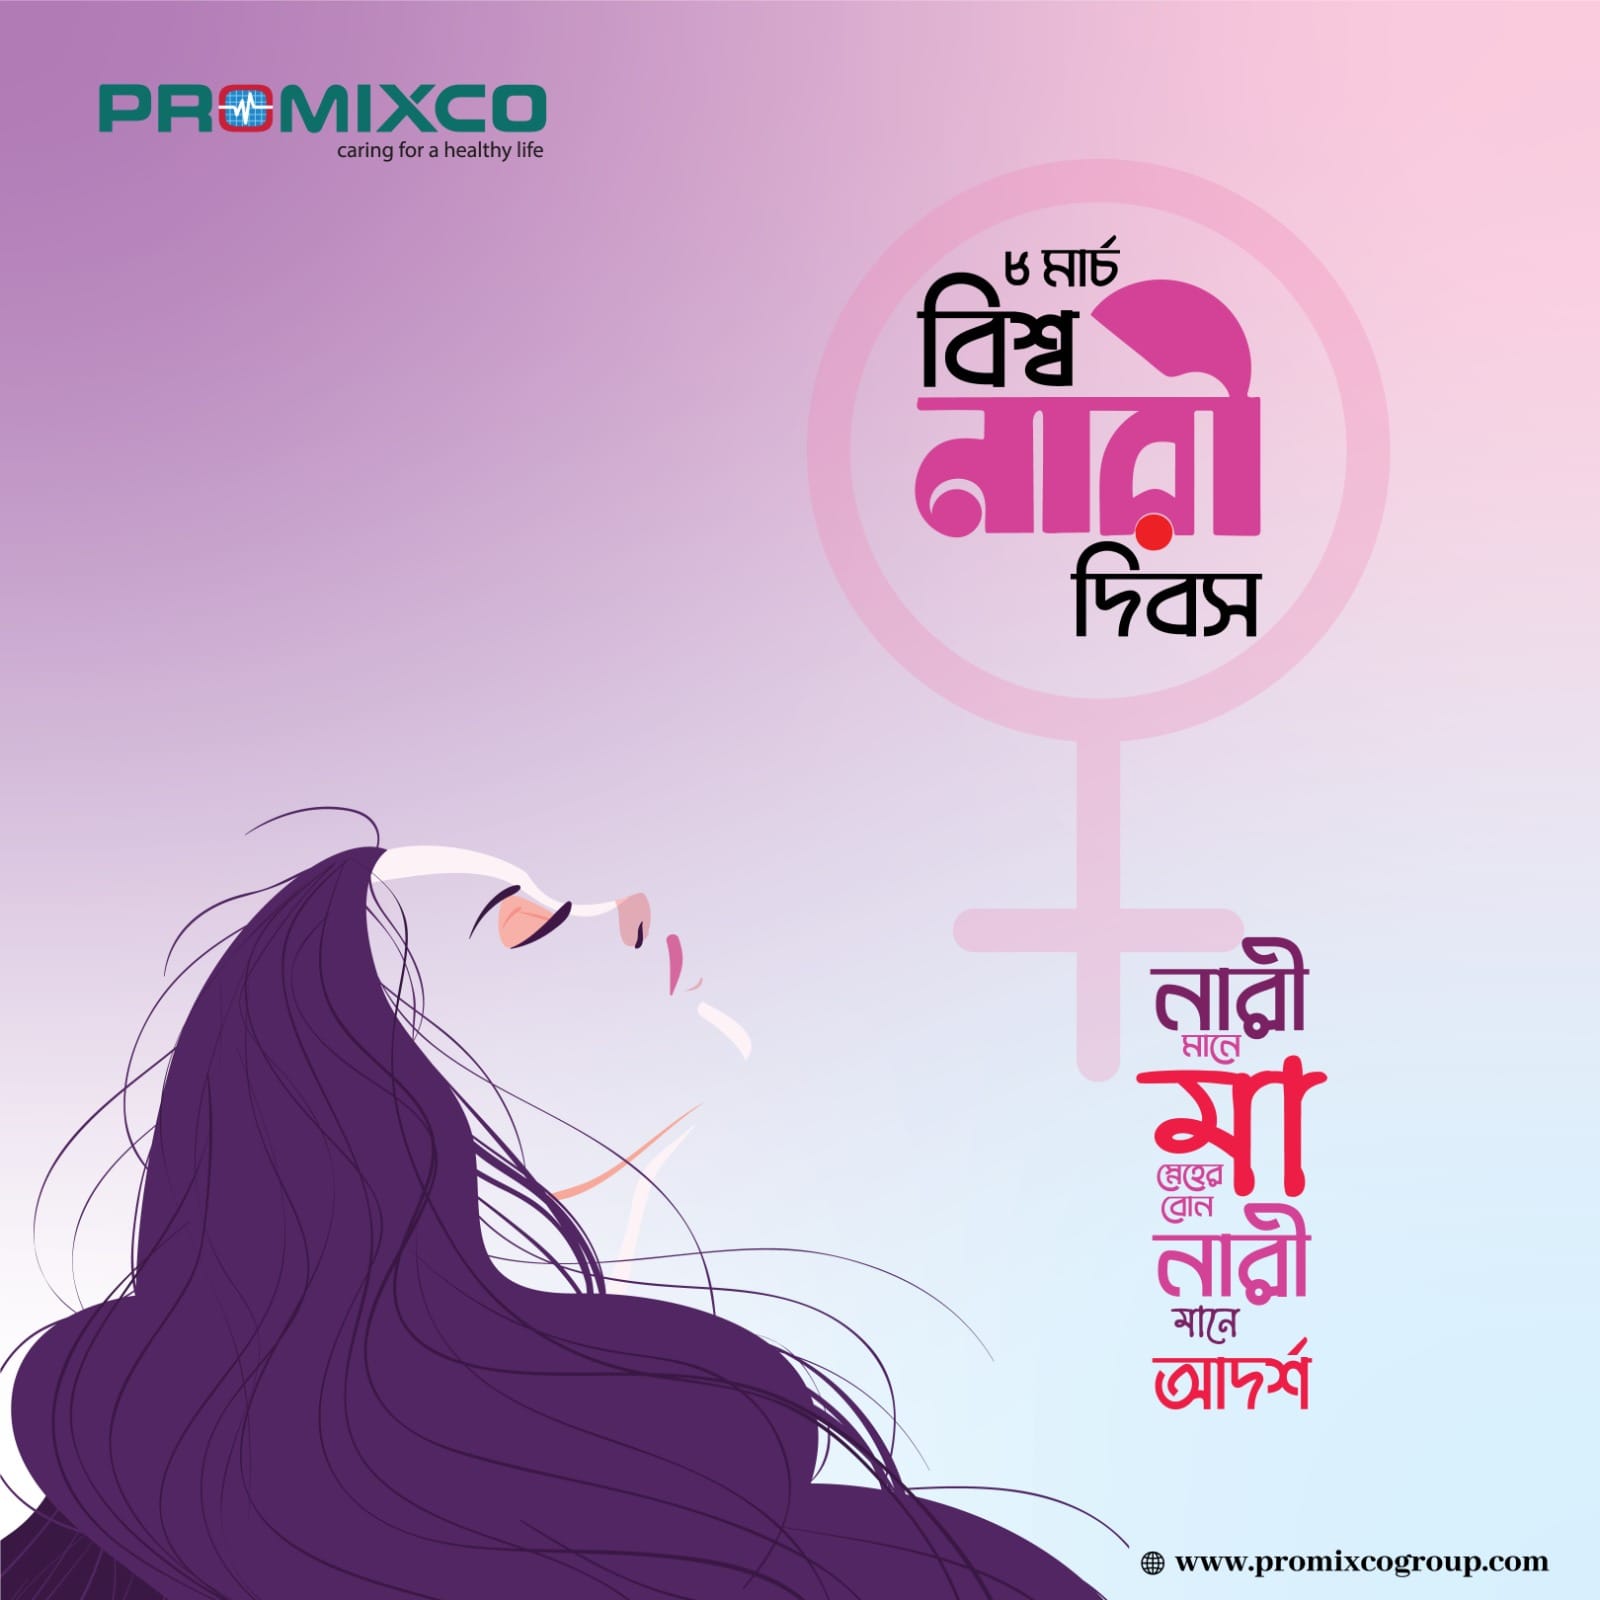 PROMIXCO
caring for a healthy life
৮ মার্চ
বিশ্ব
নারী
দিবস
নারী
মানে
মা
স্নেহের
বোন
নারী
মানে
আদর্শ
www.promixcogroup.com